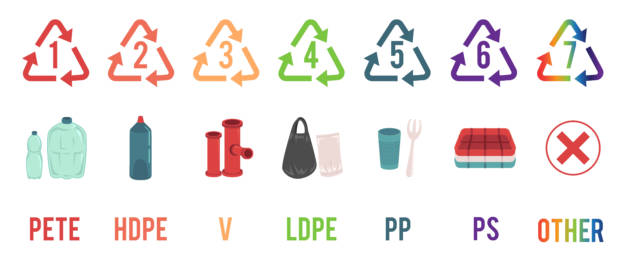 1 2 3 4 5 6 7
PETE HDPE V LDPE PP PS OTHER